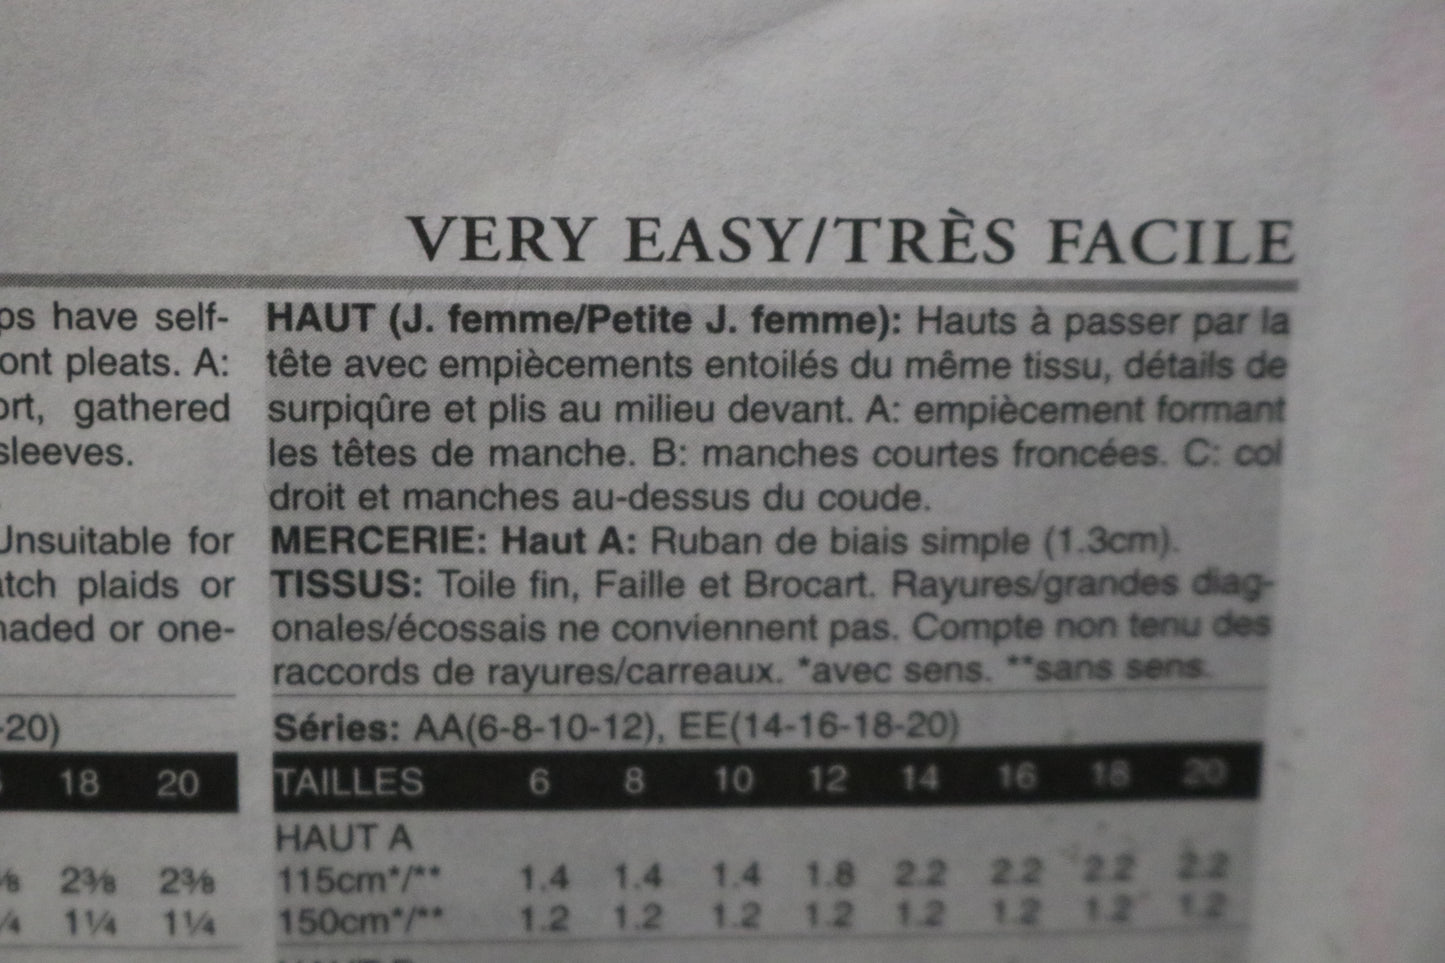 VERY EASY/TRÈS FACILE
ps have self-
ont pleats. A:
ort, gathered
sleeves.
Unsuitable for
atch plaids or
haded or one-
-20)
18 20
2⅜ 2⅜
1¼ 1¼
HAUT (J. femme/Petite J. femme): Hauts à passer par la
tête avec empiècements entoilés du même tissu, détails de
surpiqûre et plis au milieu devant. A: empiècement formant
les têtes de manche. B: manches courtes froncées. C: col
droit et manches au-dessus du coude.
MERCERIE: Haut A: Ruban de biais simple (1.3cm).
TISSUS: Toile fin, Faille et Brocart. Rayures/grandes diag-
onales/écossais ne conviennent pas. Compte non tenu des
raccords de rayures/carreaux. *avec sens. **sans sens.
Séries: AA(6-8-10-12), EE(14-16-18-20)
TAILLES 6 8 10 12 14 16 18 20
HAUT A
115cm*/** 1.4 1.4 1.4 1.8 2.2 2.2 2.2 2.2
150cm*/** 1.2 1.2 1.2 1.2 1.2 1.2 1.2 1.2